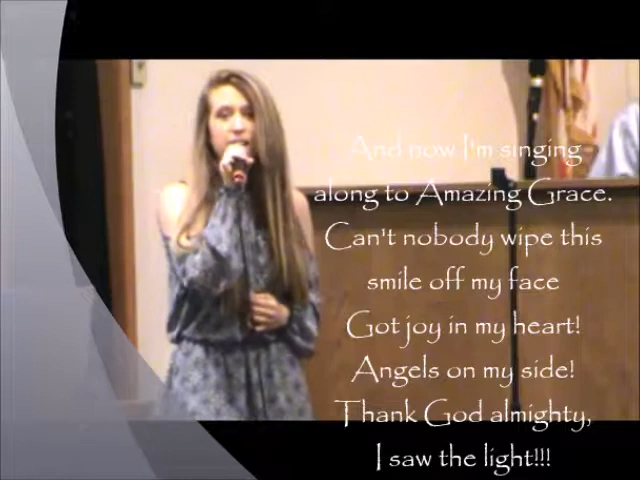 And now I'm singing
along to Amazing Grace.
Can't nobody wipe this
smile off my face
Got joy in my heart!
Angels on my side!
Thank God almighty,
I saw the light!!!